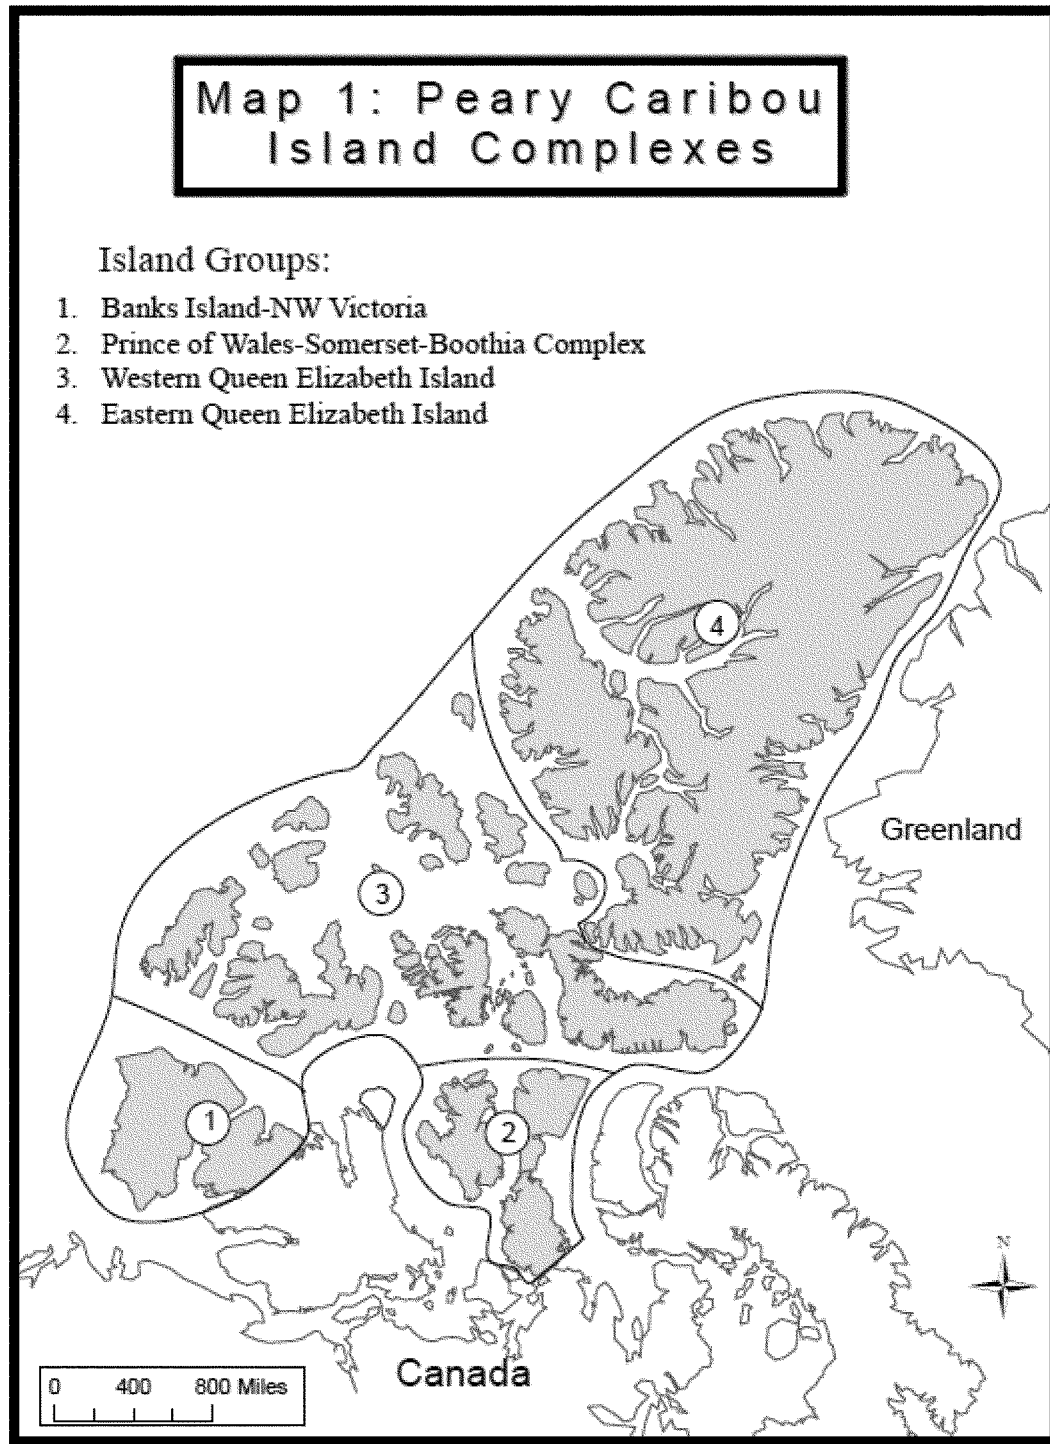 Map 1: Peary Caribou
Island Complexes
Island Groups:
1. Banks Island-NW Victoria
2. Prince of Wales-Somerset-Boothia Complex
3. Western Queen Elizabeth Island
4. Eastern Queen Elizabeth Island
4
Greenland
3
1
2
N
Canada
0 400 800 Miles